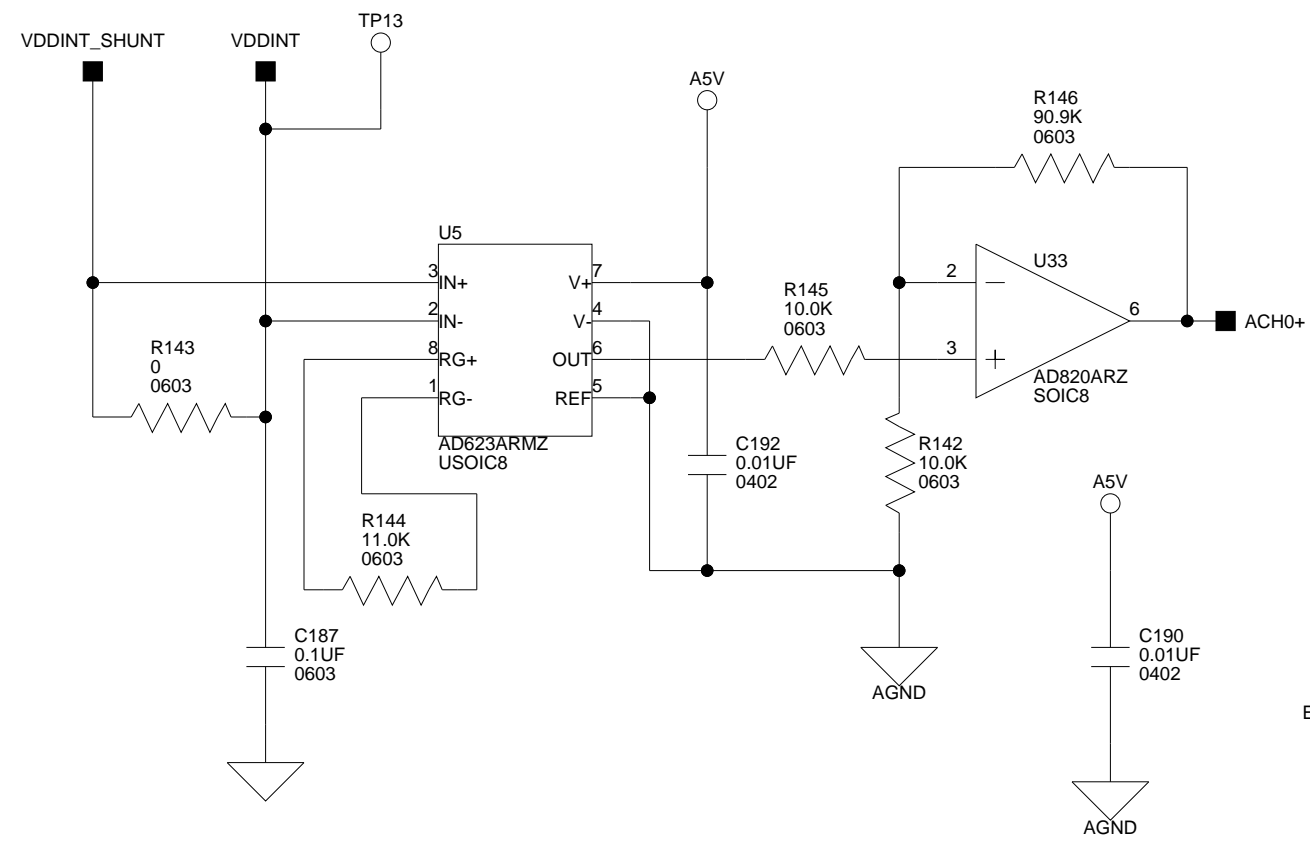 TP13
VDDINT_SHUNT
VDDINT
A5V
R146
90.9K
0603
U5
3
IN+
2
IN-
8
RG+
1
RG-
7
V+
4
V-
6
OUT
5
REF
AD623ARMZ
USOIC8
R143
0
0603
R144
11.0K
0603
C187
0.1UF
0603
R145
10.0K
0603
C192
0.01UF
0402
U33
2
3
6
ACH0+
AD820ARZ
SOIC8
R142
10.0K
0603
AGND
A5V
C190
0.01UF
0402
AGND